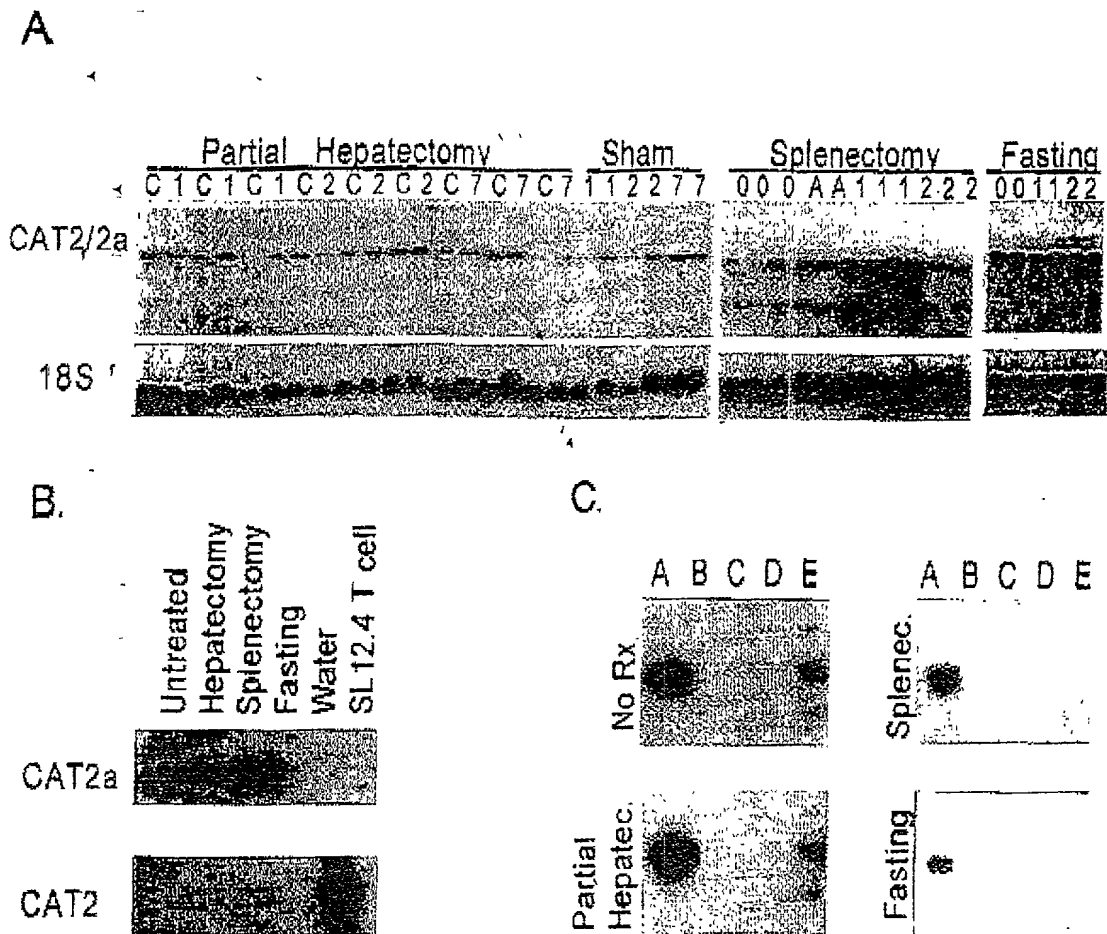 A
Partial Hepatectomy Sham Splenectomy Fasting
C 1 C 1 C 1 C 2 C 2 C 2 C 7 C 7 C 7 1 1 2 2 7 7 0 0 0 A A 1 1 1 2 2 2 0 0 1 1 2 2
CAT2/2a
18S
B.
Untreated
Hepatectomy
Splenectomy
Fasting
Water
SL12.4 T cell
CAT2a
CAT2
C.
A B C D E
No Rx
A B C D E
Splenec.
Partial
Hepatec.
Fasting